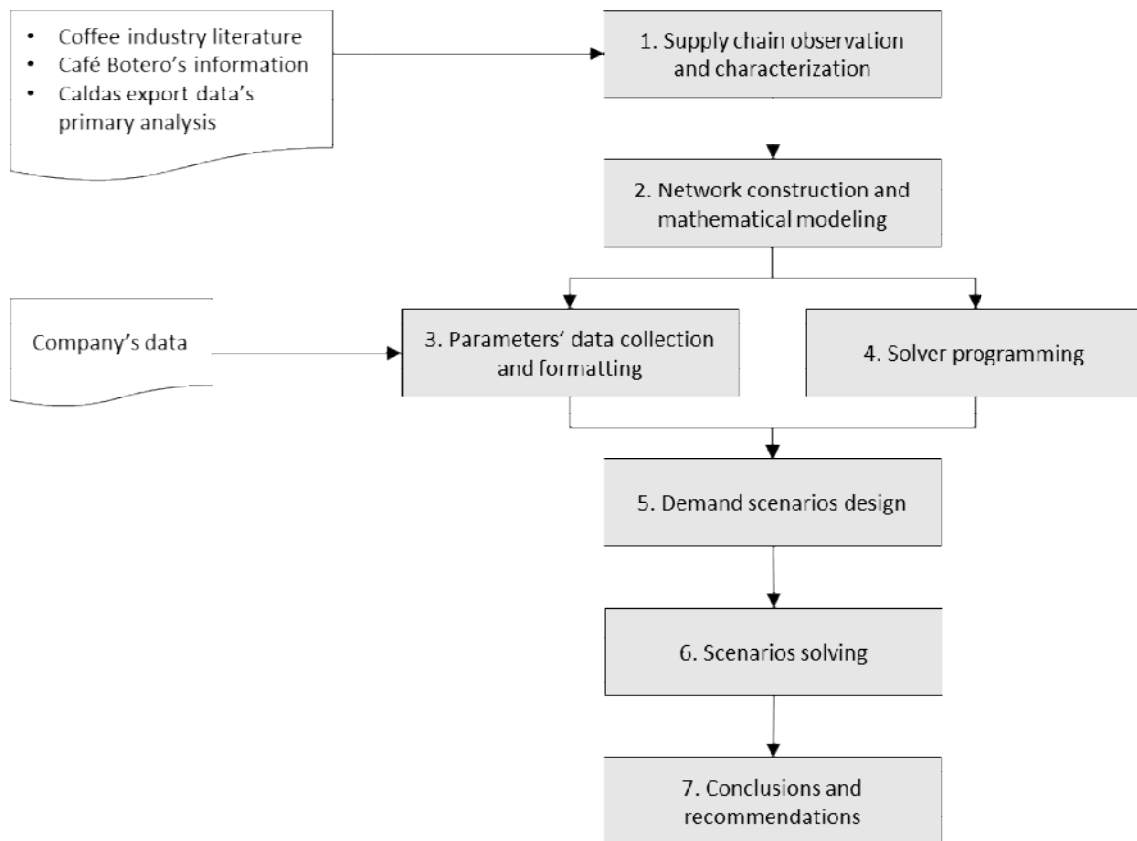 • Coffee industry literature
• Café Botero's information
• Caldas export data's
primary analysis
1. Supply chain observation
and characterization
2. Network construction and
mathematical modeling
Company's data
3. Parameters' data collection
and formatting
4. Solver programming
5. Demand scenarios design
6. Scenarios solving
7. Conclusions and
recommendations